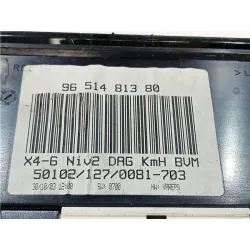 96 514 813 80
X4-6 Niv2 DAG KmH BVM
50102/127/0081-703
30/10/03 12:00 SW: 0700 HW: VAREPS